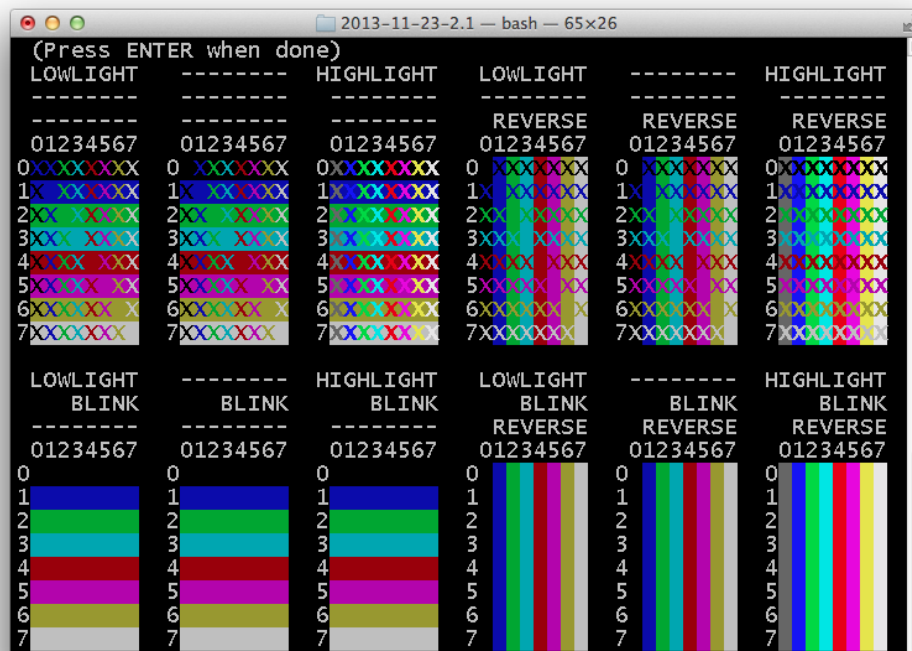 2013-11-23-2.1 — bash — 65×26
(Press ENTER when done)
LOWLIGHT   --------   HIGHLIGHT   LOWLIGHT   --------   HIGHLIGHT
--------   --------   --------   --------   --------   --------
--------   --------   --------   REVERSE   REVERSE   REVERSE
01234567   01234567   01234567   01234567   01234567   01234567
0 XXXXXXX  0 XXXXXXX  0XXXXXXXX  0 XXXXXXX  0 XXXXXXX  0XXXXXXXX
1X XXXXXX  1X XXXXXX  1XXXXXXXX  1X XXXXXX  1X XXXXXX  1XXXXXXXX
2XX XXXXX  2XX XXXXX  2XXXXXXXX  2XX XXXXX  2XX XXXXX  2XXXXXXXX
3XXX XXXX  3XXX XXXX  3XXXXXXXX  3XXX XXXX  3XXX XXXX  3XXXXXXXX
4XXXX XXX  4XXXX XXX  4XXXXXXXX  4XXXX XXX  4XXXX XXX  4XXXXXXXX
5XXXXX XX  5XXXXX XX  5XXXXXXXX  5XXXXX XX  5XXXXX XX  5XXXXXXXX
6XXXXXX X  6XXXXXX X  6XXXXXXXX  6XXXXXX X  6XXXXXX X  6XXXXXXXX
7XXXXXXX   7XXXXXXX   7XXXXXXXX  7XXXXXXX   7XXXXXXX   7XXXXXXXX
LOWLIGHT   --------   HIGHLIGHT   LOWLIGHT   --------   HIGHLIGHT
BLINK   BLINK   BLINK   BLINK   BLINK   BLINK
--------   --------   --------   REVERSE   REVERSE   REVERSE
01234567   01234567   01234567   01234567   01234567   01234567
0   0   0   0   0   0
1   1   1   1   1   1
2   2   2   2   2   2
3   3   3   3   3   3
4   4   4   4   4   4
5   5   5   5   5   5
6   6   6   6   6   6
7   7   7   7   7   7